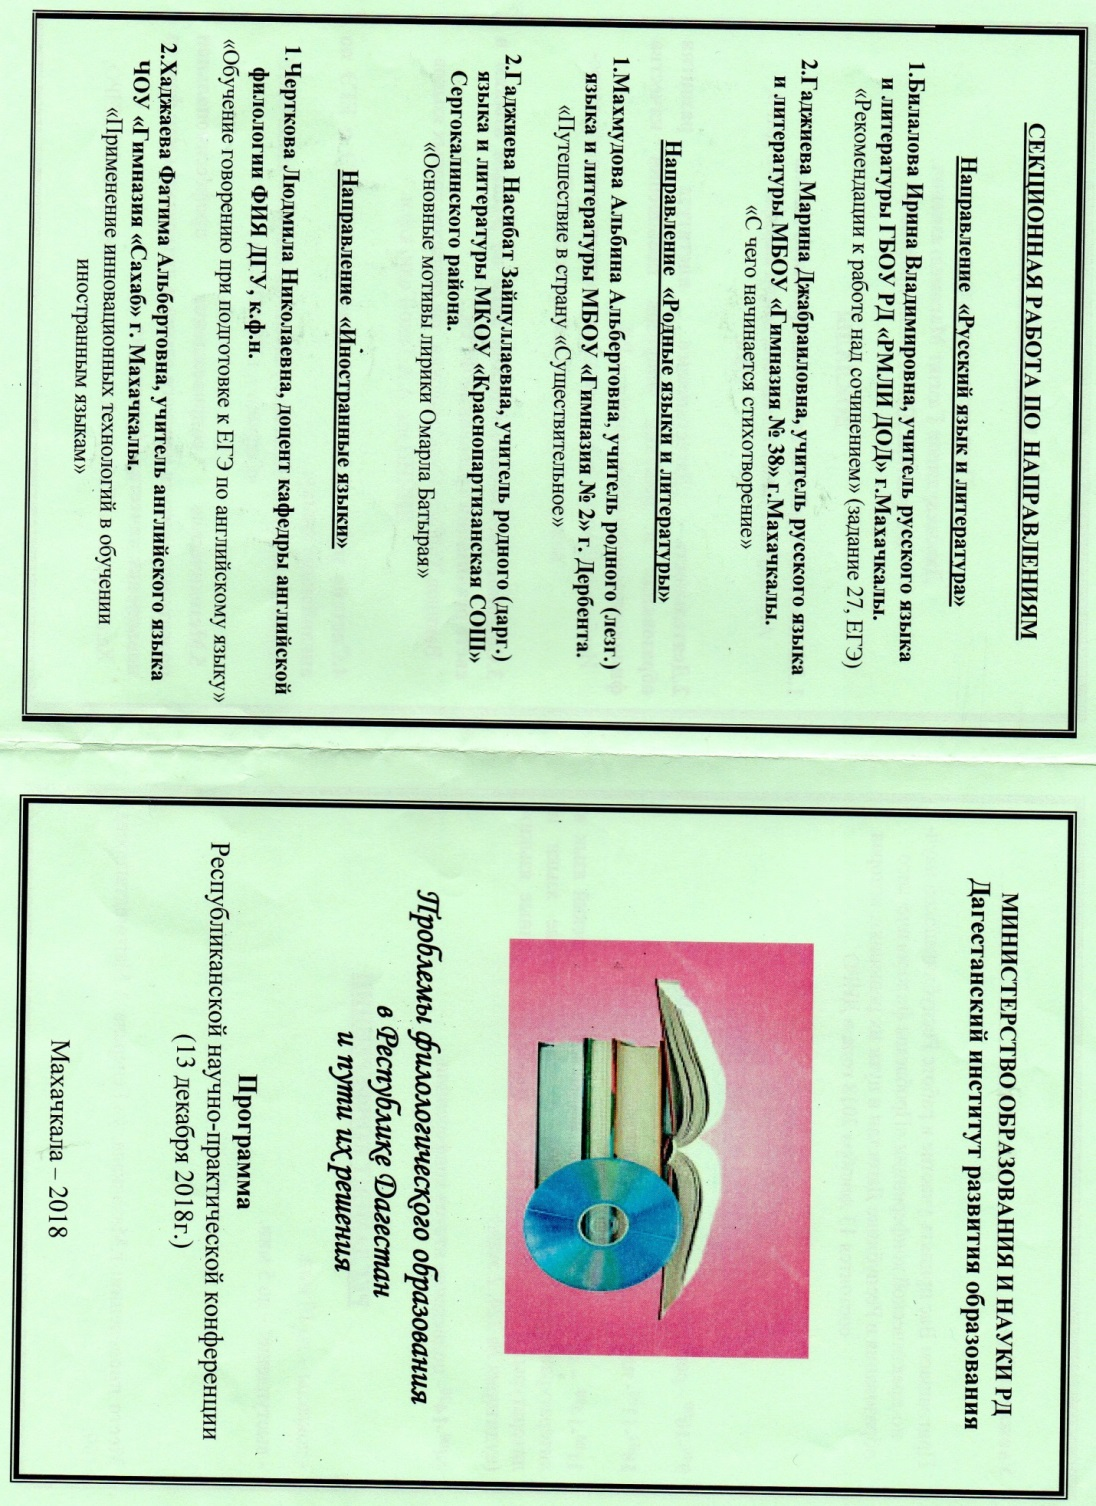 СЕКЦИОННАЯ РАБОТА ПО НАПРАВЛЕНИЯМ
Направление «Русский язык и литература»
1.Билалова Ирина Владимировна, учитель русского языка
и литературы ГБОУ РД «РМЛИ ДОД» г.Махачкалы.
«Рекомендации к работе над сочинением» (задание 27, ЕГЭ)
2.Гаджиева Марина Джабраиловна, учитель русского языка
и литературы МБОУ «Гимназия № 38» г.Махачкалы.
«С чего начинается стихотворение»
Направление «Родные языки и литературы»
1.Махмудова Альбина Альбертовна, учитель родного (лезг.)
языка и литературы МБОУ «Гимназия № 2» г. Дербента.
«Путешествие в страну «Существительное»
2.Гаджиева Насибат Зайпуллаевна, учитель родного (дарг.)
языка и литературы МКОУ «Краснопартизанская СОШ»
Сергокалинского района.
«Основные мотивы лирики Омарла Батырая»
Направление «Иностранные языки»
1.Черткова Людмила Николаевна, доцент кафедры английской
филологии ФИЯ ДГУ, к.ф.н.
«Обучение говорению при подготовке к ЕГЭ по английскому языку»
2.Хаджаева Фатима Альбертовна, учитель английского языка
ЧОУ «Гимназия «Сахаб» г. Махачкалы.
«Применение инновационных технологий в обучении
иностранным языкам»
МИНИСТЕРСТВО ОБРАЗОВАНИЯ И НАУКИ РД
Дагестанский институт развития образования
Проблемы филологического образования
в Республике Дагестан
и пути их решения
Программа
Республиканской научно-практической конференции
(13 декабря 2018г.)
Махачкала – 2018